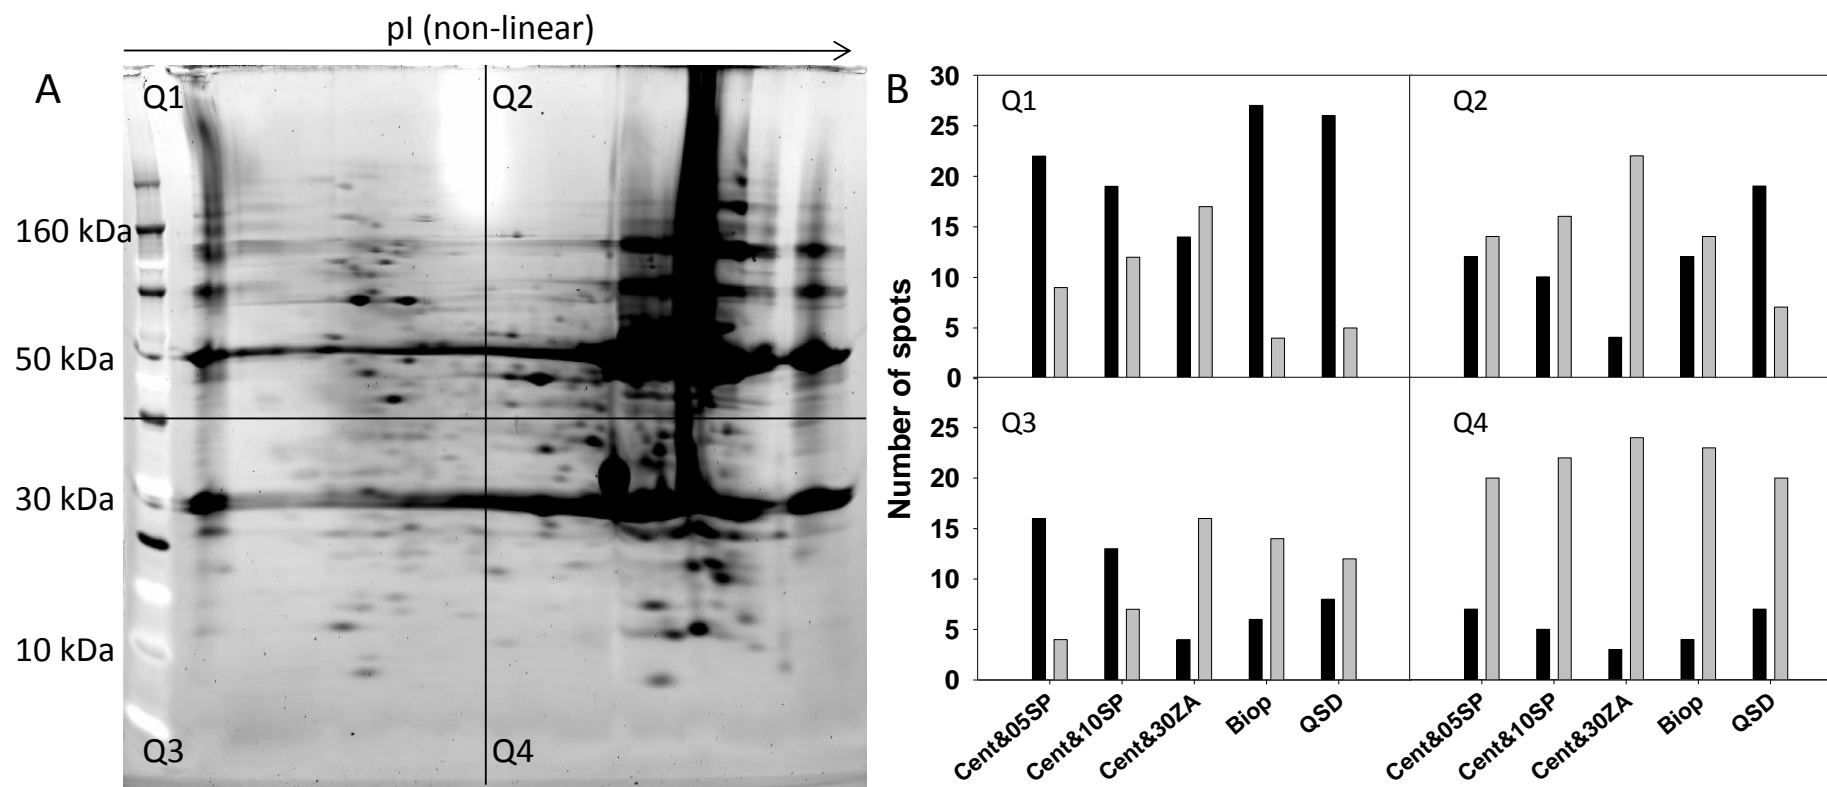 pI (non-linear)
A
Q1
Q2
160 kDa
50 kDa
30 kDa
10 kDa
Q3
Q4
B
Number of spots
30
25
20
15
10
5
0
25
20
15
10
5
0
Q1
Q2
Q3
Q4
Cent&05SP
Cent&10SP
Cent&30ZA
Biop
QSD
Cent&05SP
Cent&10SP
Cent&30ZA
Biop
QSD